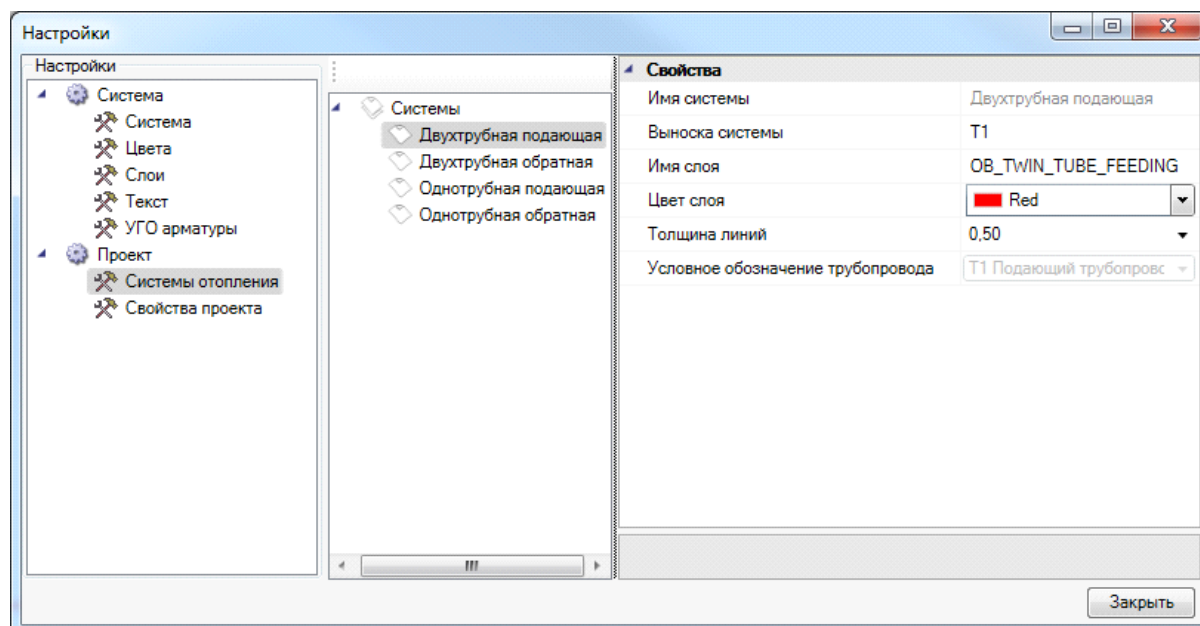 Настройки
Настройки
Система
Система
Цвета
Слои
Текст
УГО арматуры
Проект
Системы отопления
Свойства проекта
Системы
Двухтрубная подающая
Двухтрубная обратная
Однотрубная подающая
Однотрубная обратная
Свойства
Имя системы Двухтрубная подающая
Выноска системы T1
Имя слоя OB_TWIN_TUBE_FEEDING
Цвет слоя Red
Толщина линий 0,50
Условное обозначение трубопровода T1 Подающий трубопровс
Закрыть